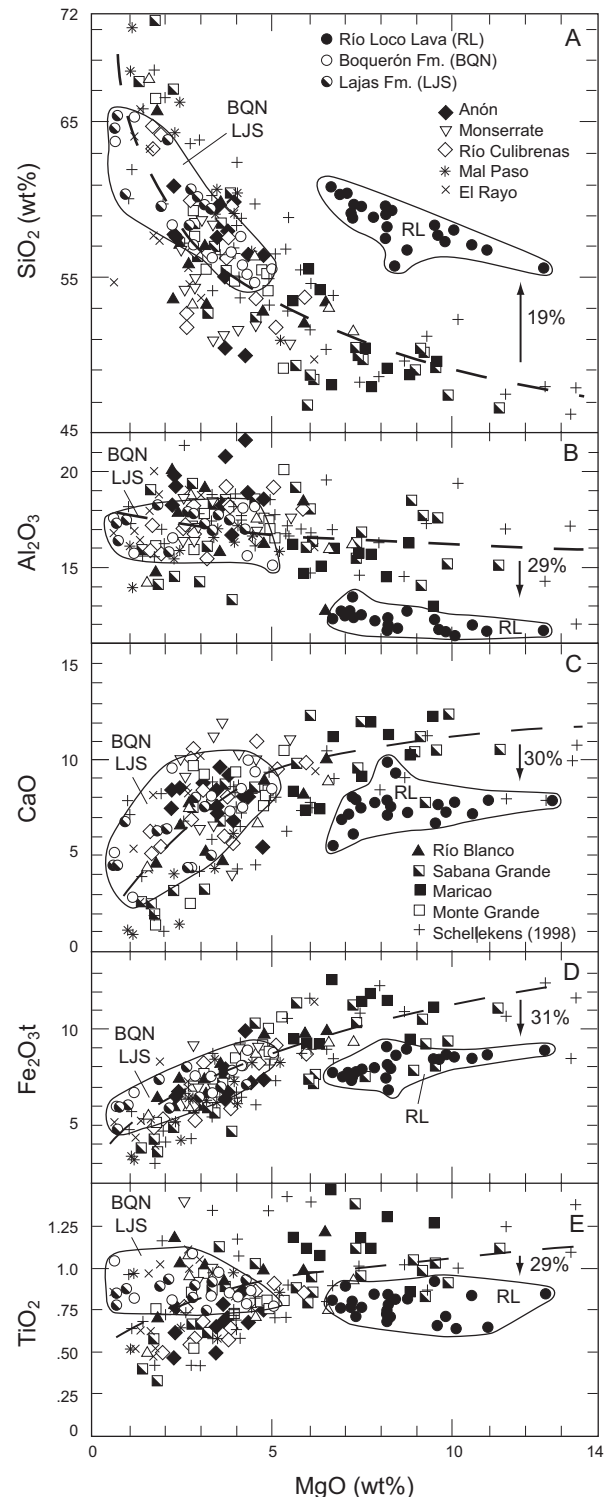 72
A
Río Loco Lava (RL)
Boquerón Fm. (BQN)
Lajas Fm. (LJS)
BQN
LJS
Anón
Monserrate
Río Culibrenas
Mal Paso
El Rayo
65
RL
55
19%
45
SiO₂ (wt%)
B
BQN
LJS
20
15
29%
RL
Al₂O₃
15
C
BQN
LJS
10
30%
RL
5
Río Blanco
Sabana Grande
Maricao
Monte Grande
Schellekens (1998)
0
CaO
D
BQN
LJS
10
31%
5
RL
Fe₂O₃t
BQN
LJS
E
1.25
1.0
29%
RL
.75
.50
.25
0
TiO₂
0
5
10
14
MgO (wt%)